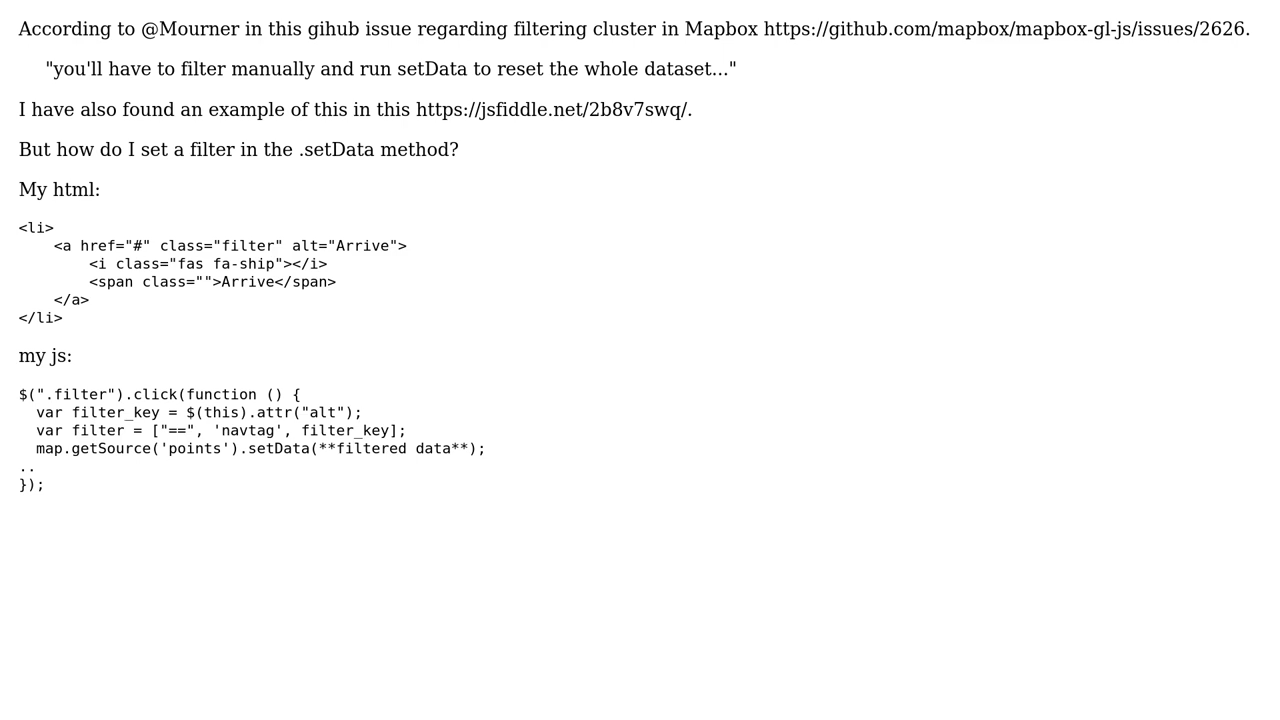 According to @Mourner in this gihub issue regarding filtering cluster in Mapbox https://github.com/mapbox/mapbox-gl-js/issues/2626.
"you'll have to filter manually and run setData to reset the whole dataset..."
I have also found an example of this in this https://jsfiddle.net/2b8v7swq/.
But how do I set a filter in the .setData method?
My html:
<li>
    <a href="#" class="filter" alt="Arrive">
        <i class="fas fa-ship"></i>
        <span class="">Arrive</span>
    </a>
</li>
my js:
$(".filter").click(function () {
  var filter_key = $(this).attr("alt");
  var filter = ["==", 'navtag', filter_key];
  map.getSource('points').setData(**filtered data**);
..
});